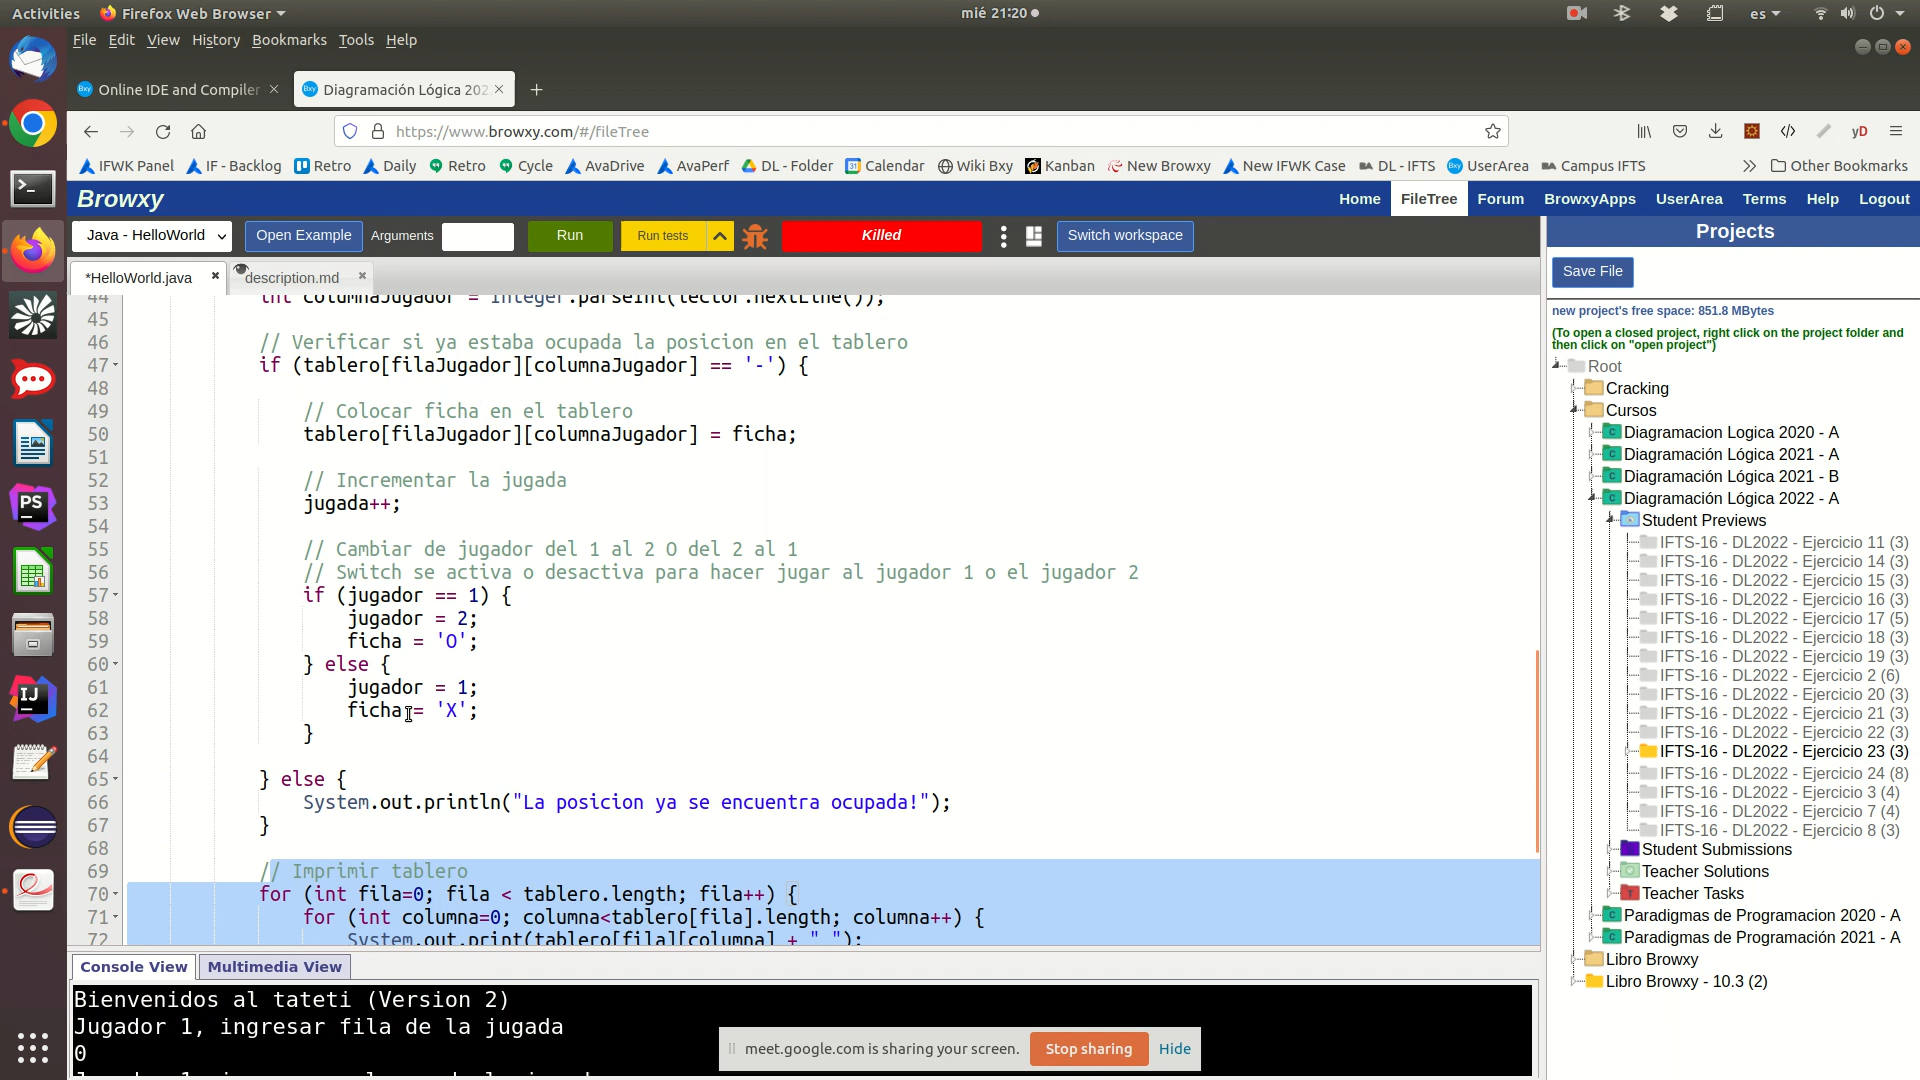 Activities Firefox Web Browser mié 21:20 es
File Edit View History Bookmarks Tools Help
Online IDE and Compiler Diagramación Lógica 202
https://www.browxy.com/#/fileTree yD
IFWK Panel IF - Backlog Retro Daily Retro Cycle AvaDrive AvaPerf DL - Folder Calendar Wiki Bxy Kanban New Browxy New IFWK Case DL - IFTS UserArea Campus IFTS Other Bookmarks
Browxy Home FileTree Forum BrowxyApps UserArea Terms Help Logout
Java - HelloWorld Open Example Arguments Run Run tests Killed Switch workspace
*HelloWorld.java description.md
44 int columnaJugador = Integer.parseInt(lector.nextLine());
45
46 // Verificar si ya estaba ocupada la posicion en el tablero
47 if (tablero[filaJugador][columnaJugador] == '-') {
48
49 // Colocar ficha en el tablero
50 tablero[filaJugador][columnaJugador] = ficha;
51
52 // Incrementar la jugada
53 jugada++;
54
55 // Cambiar de jugador del 1 al 2 O del 2 al 1
56 // Switch se activa o desactiva para hacer jugar al jugador 1 o el jugador 2
57 if (jugador == 1) {
58 jugador = 2;
59 ficha = 'O';
60 } else {
61 jugador = 1;
62 ficha = 'X';
63 }
64
65 } else {
66 System.out.println("La posicion ya se encuentra ocupada!");
67 }
68
69 // Imprimir tablero
70 for (int fila=0; fila < tablero.length; fila++) {
71 for (int columna=0; columna<tablero[fila].length; columna++) {
72 System.out.print(tablero[fila][columna] + " ");
Console View Multimedia View
Bienvenidos al tateti (Version 2)
Jugador 1, ingresar fila de la jugada
0
meet.google.com is sharing your screen. Stop sharing Hide
Projects
Save File
new project's free space: 851.8 MBytes
(To open a closed project, right click on the project folder and
then click on "open project")
Root
Cracking
Cursos
Diagramacion Logica 2020 - A
Diagramación Lógica 2021 - A
Diagramación Lógica 2021 - B
Diagramación Lógica 2022 - A
Student Previews
IFTS-16 - DL2022 - Ejercicio 11 (3)
IFTS-16 - DL2022 - Ejercicio 14 (3)
IFTS-16 - DL2022 - Ejercicio 15 (3)
IFTS-16 - DL2022 - Ejercicio 16 (3)
IFTS-16 - DL2022 - Ejercicio 17 (5)
IFTS-16 - DL2022 - Ejercicio 18 (3)
IFTS-16 - DL2022 - Ejercicio 19 (3)
IFTS-16 - DL2022 - Ejercicio 2 (6)
IFTS-16 - DL2022 - Ejercicio 20 (3)
IFTS-16 - DL2022 - Ejercicio 21 (3)
IFTS-16 - DL2022 - Ejercicio 22 (3)
IFTS-16 - DL2022 - Ejercicio 23 (3)
IFTS-16 - DL2022 - Ejercicio 24 (8)
IFTS-16 - DL2022 - Ejercicio 3 (4)
IFTS-16 - DL2022 - Ejercicio 7 (4)
IFTS-16 - DL2022 - Ejercicio 8 (3)
Student Submissions
Teacher Solutions
Teacher Tasks
Paradigmas de Programacion 2020 - A
Paradigmas de Programación 2021 - A
Libro Browxy
Libro Browxy - 10.3 (2)